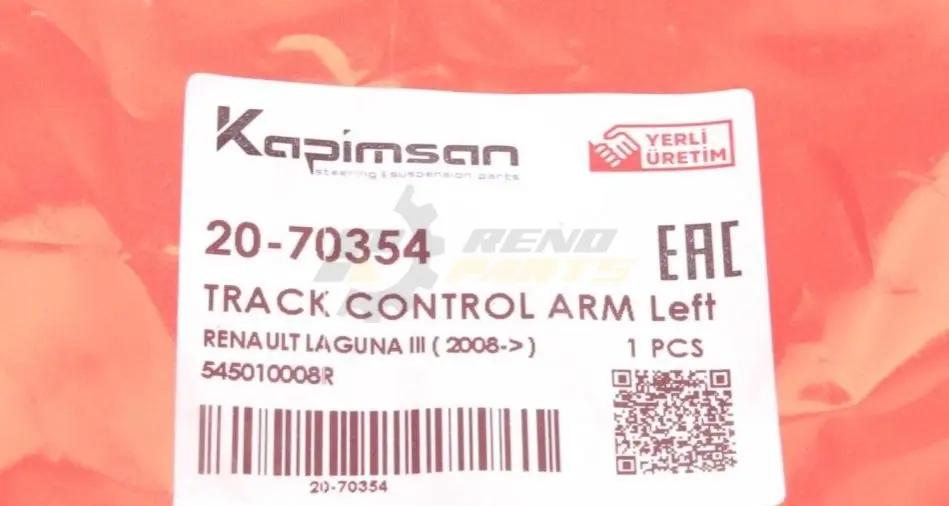 Kapimsan
steering & suspension parts
YERLİ
ÜRETİM
20-70354
RENO
PARTS
EAC
TRACK CONTROL ARM Left
RENAULT LAGUNA III ( 2008-> )
1 PCS
545010008R
20-70354